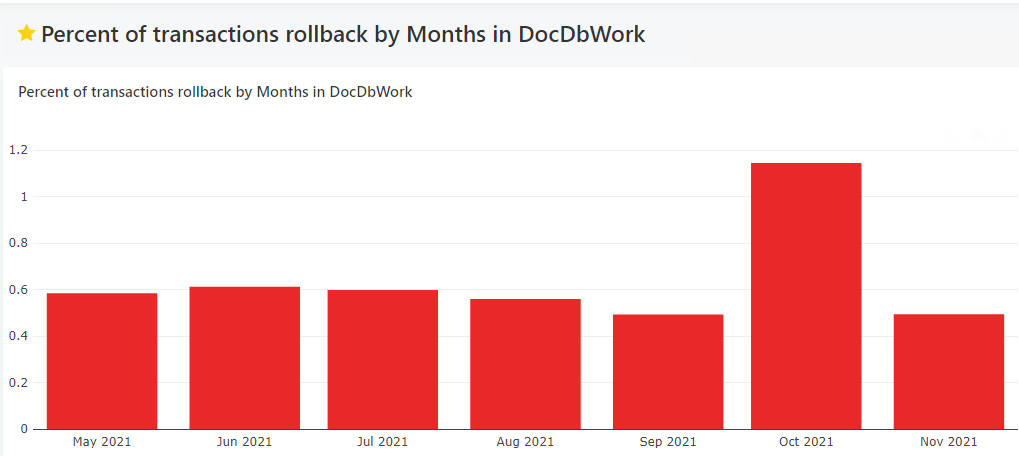 Percent of transactions rollback by Months in DocDbWork
Percent of transactions rollback by Months in DocDbWork
1.2
1
0.8
0.6
0.4
0.2
0
May 2021 Jun 2021 Jul 2021 Aug 2021 Sep 2021 Oct 2021 Nov 2021